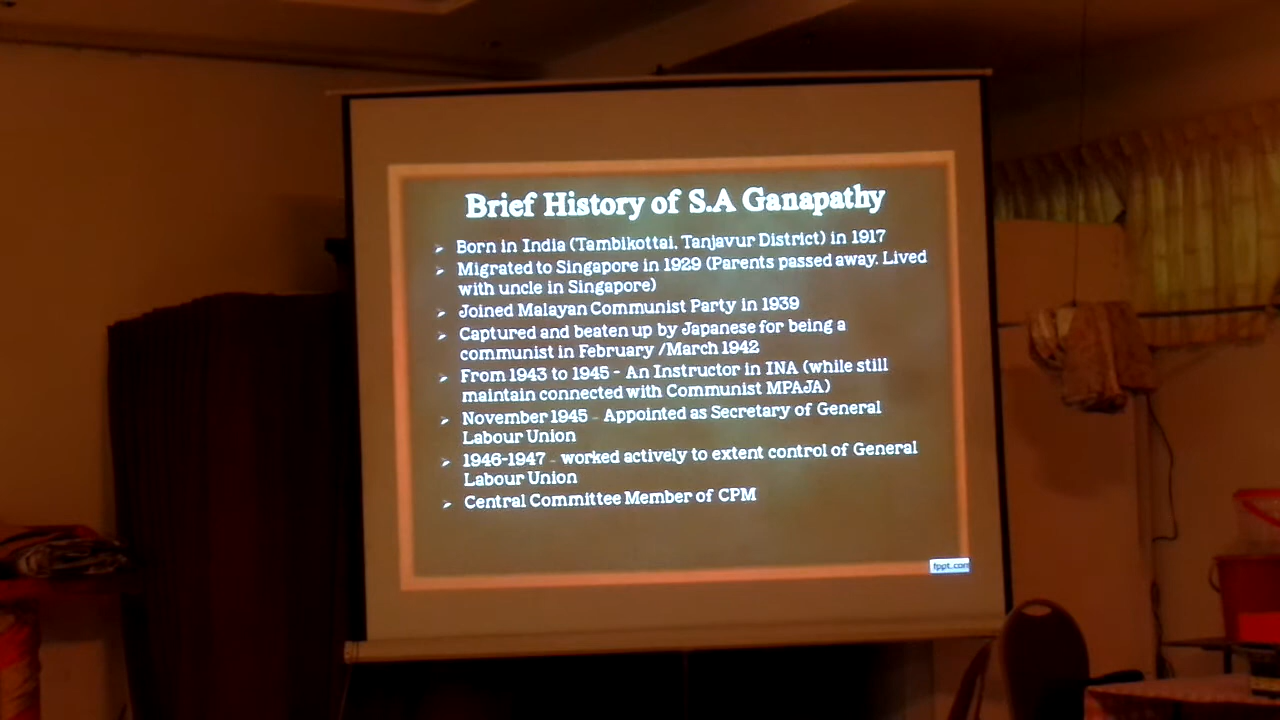 Brief History of S.A Ganapathy
➢ Born in India (Tambikottai, Tanjavur District) in 1917
➢ Migrated to Singapore in 1929 (Parents passed away. Lived
with uncle in Singapore)
➢ Joined Malayan Communist Party in 1939
➢ Captured and beaten up by Japanese for being a
communist in February /March 1942
➢ From 1943 to 1945 - An Instructor in INA (while still
maintain connected with Communist MPAJA)
➢ November 1945 - Appointed as Secretary of General
Labour Union
➢ 1946-1947 - worked actively to extent control of General
Labour Union
➢ Central Committee Member of CPM
fppt.com